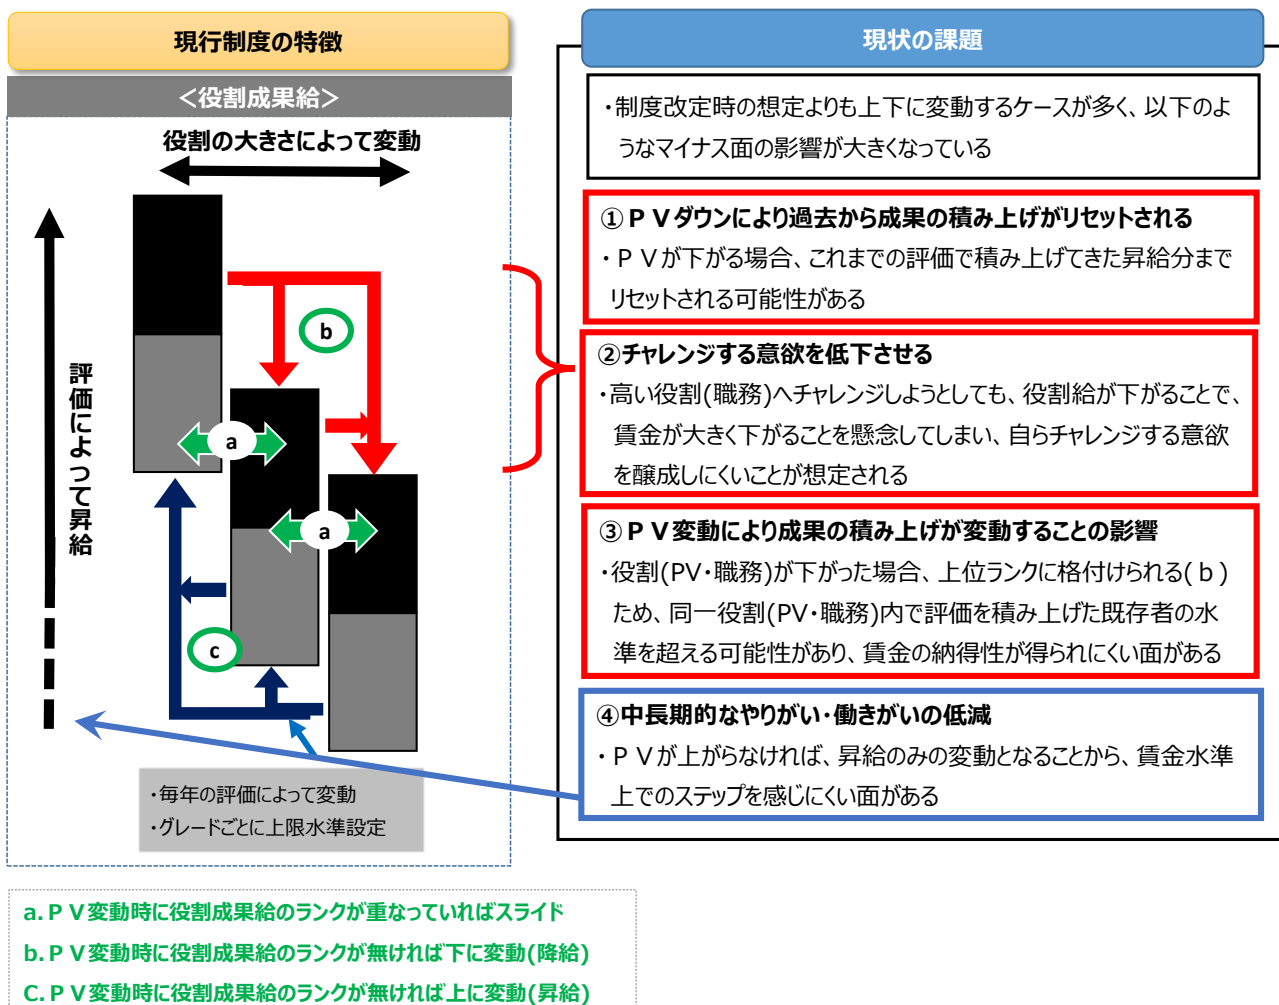 現行制度の特徴
＜役割成果給＞
役割の大きさによって変動
評価によって昇給
b
a
a
c
・毎年の評価によって変動
・グレードごとに上限水準設定
現状の課題
・制度改定時の想定よりも上下に変動するケースが多く、以下のよ
うなマイナス面の影響が大きくなっている
①ＰＶダウンにより過去から成果の積み上げがリセットされる
・ＰＶが下がる場合、これまでの評価で積み上げてきた昇給分まで
リセットされる可能性がある
②チャレンジする意欲を低下させる
・高い役割(職務)へチャレンジしようとしても、役割給が下がることで、
賃金が大きく下がることを懸念してしまい、自らチャレンジする意欲
を醸成しにくいことが想定される
③ＰＶ変動により成果の積み上げが変動することの影響
・役割(PV・職務)が下がった場合、上位ランクに格付けられる(ｂ)
ため、同一役割(PV・職務)内で評価を積み上げた既存者の水
準を超える可能性があり、賃金の納得性が得られにくい面がある
④中長期的なやりがい・働きがいの低減
・ＰＶが上がらなければ、昇給のみの変動となることから、賃金水準
上でのステップを感じにくい面がある
a.ＰＶ変動時に役割成果給のランクが重なっていればスライド
b.ＰＶ変動時に役割成果給のランクが無ければ下に変動(降給)
C.ＰＶ変動時に役割成果給のランクが無ければ上に変動(昇給)